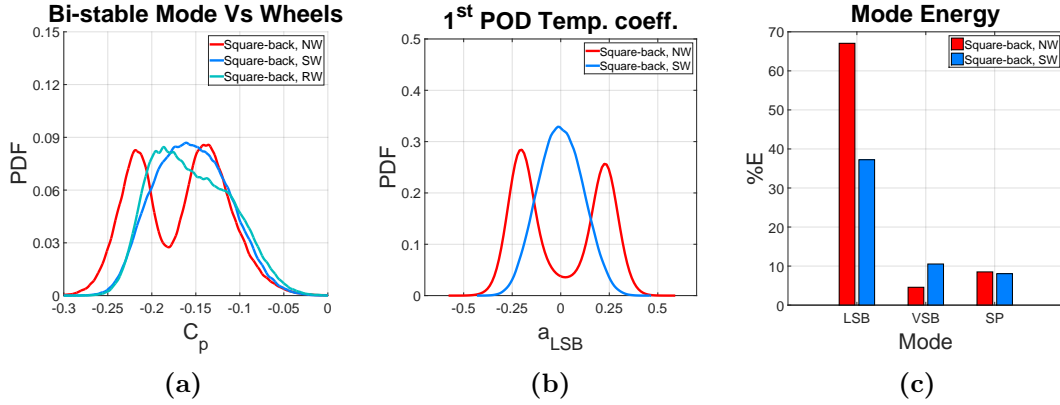 Bi-stable Mode Vs Wheels
0.15
0.12
0.09
0.06
0.03
0
PDF
Square-back, NW
Square-back, SW
Square-back, RW
-0.3 -0.25 -0.2 -0.15 -0.1 -0.05 0
C_p
(a)
1st POD Temp. coeff.
0.5
0.4
0.3
0.2
0.1
0
PDF
Square-back, NW
Square-back, SW
-0.5 -0.25 0 0.25 0.5
a_LSB
(b)
Mode Energy
70
60
50
40
30
20
10
0
%E
Square-back, NW
Square-back, SW
LSB VSB SP
Mode
(c)